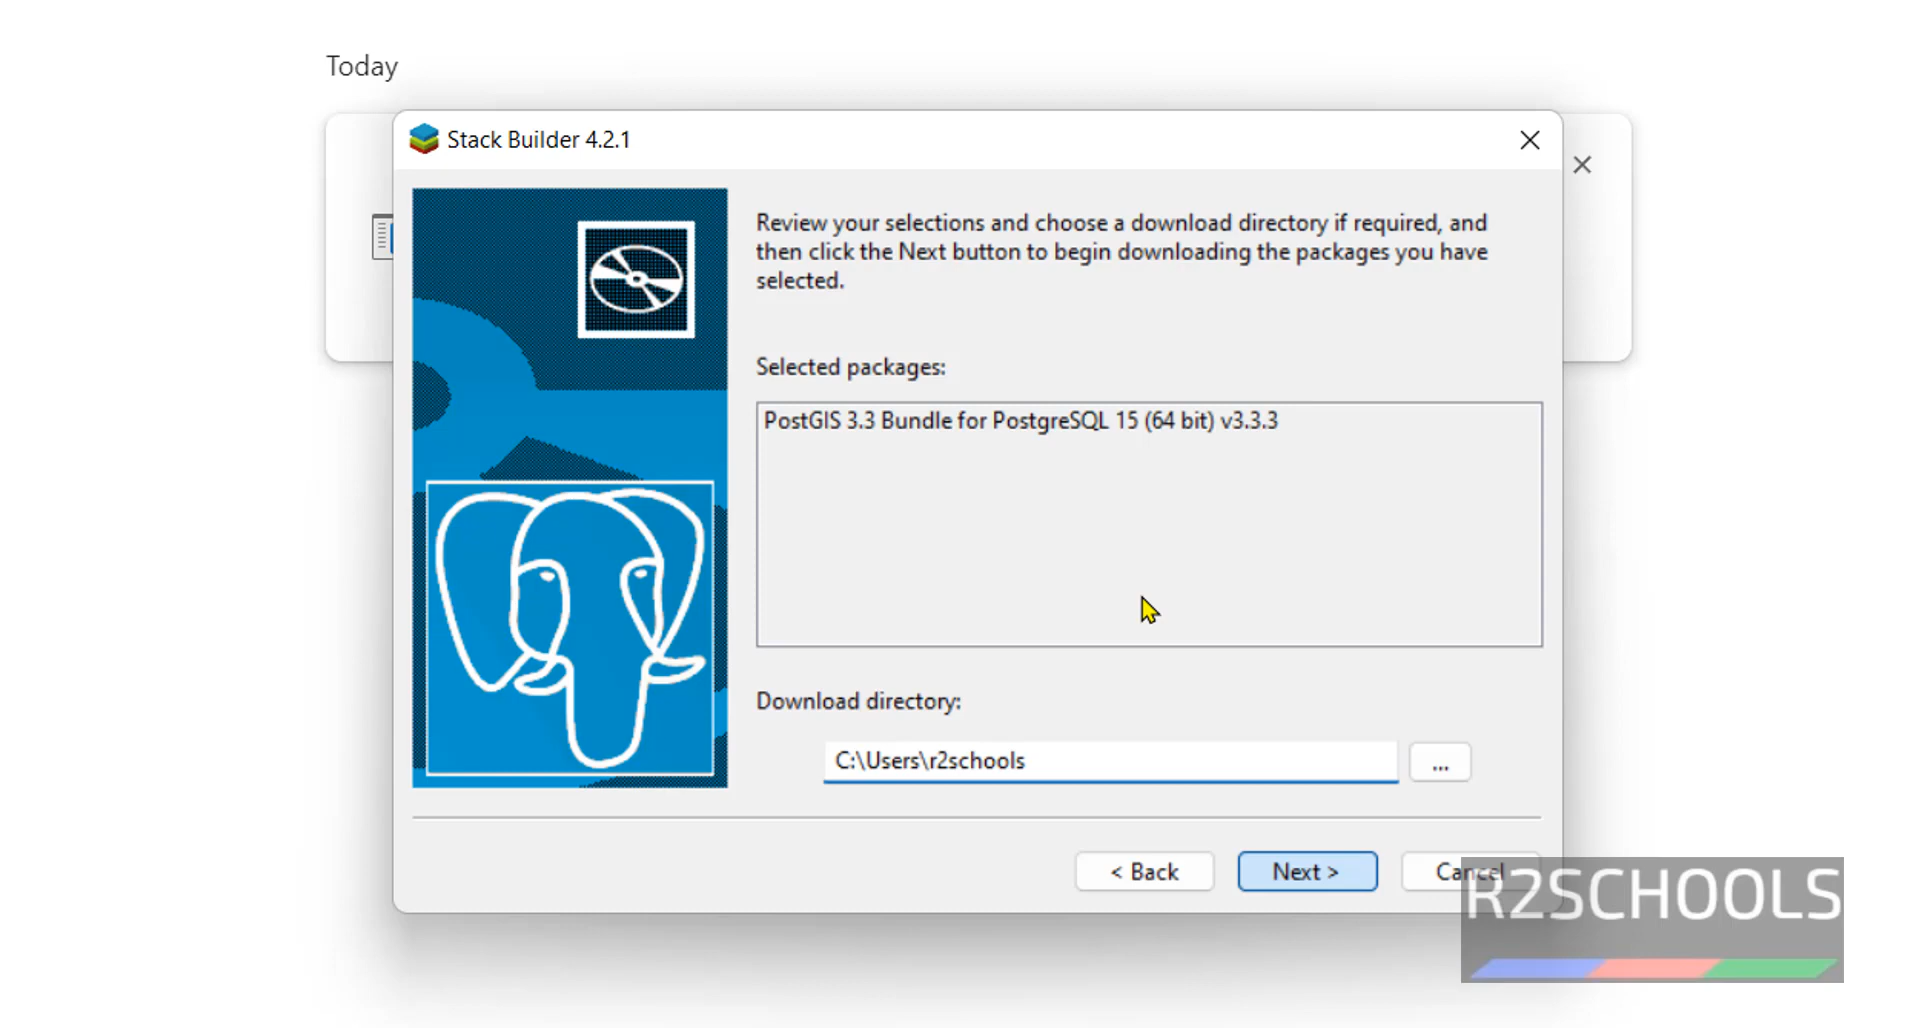 Today
Stack Builder 4.2.1
Review your selections and choose a download directory if required, and
then click the Next button to begin downloading the packages you have
selected.
Selected packages:
PostGIS 3.3 Bundle for PostgreSQL 15 (64 bit) v3.3.3
Download directory:
C:\Users\r2schools
...
< Back
Next >
Cancel
R2SCHOOLS